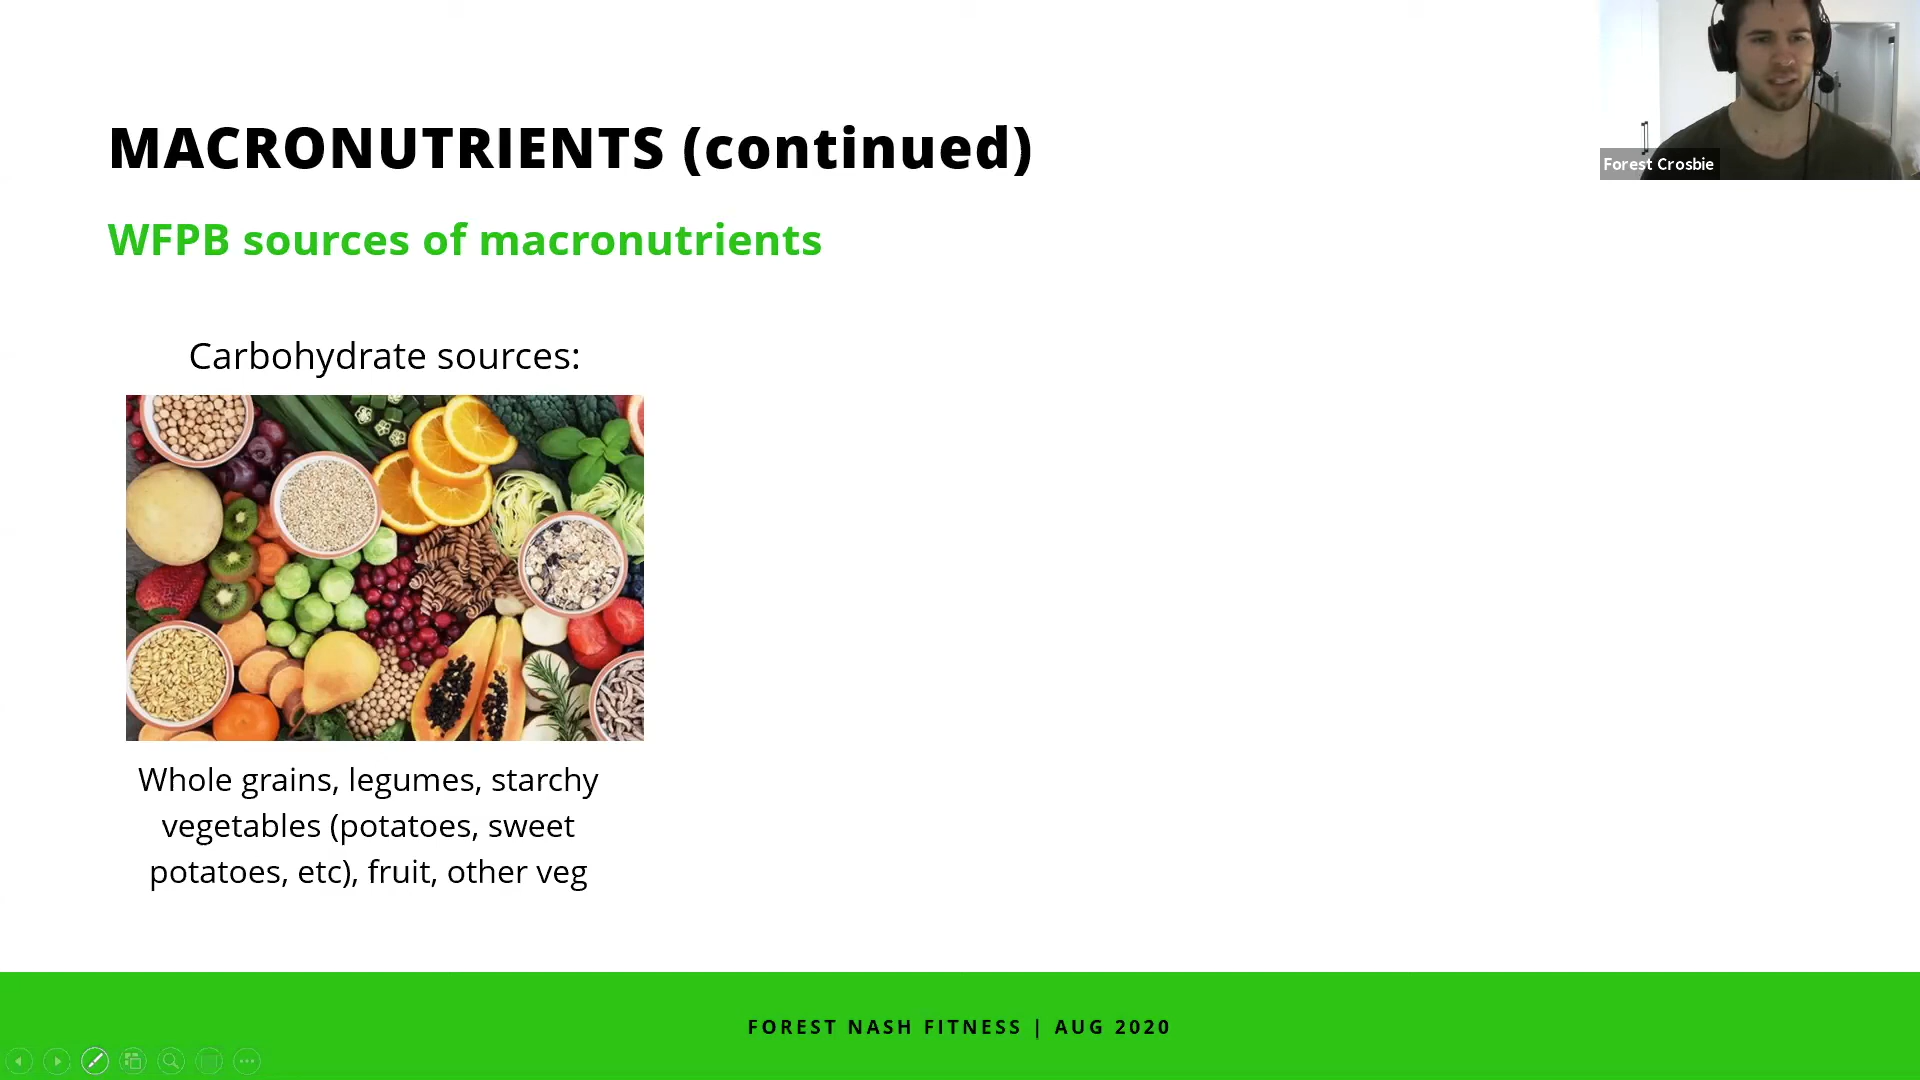 MACRONUTRIENTS (continued)
WFPB sources of macronutrients
Forest Crosbie
Carbohydrate sources:
Whole grains, legumes, starchy
vegetables (potatoes, sweet
potatoes, etc), fruit, other veg
FOREST NASH FITNESS | AUG 2020